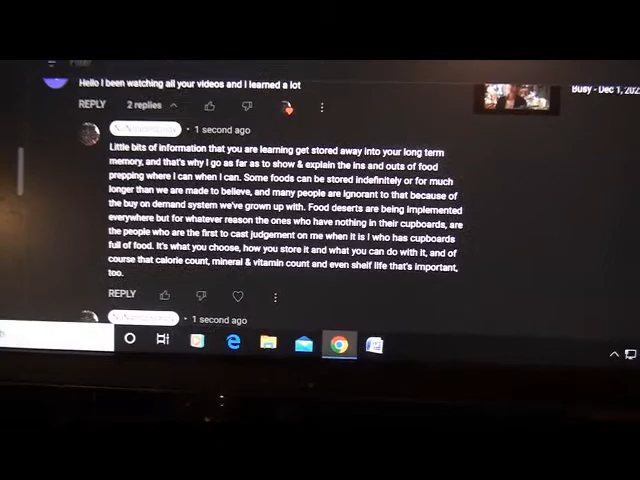 Hello I been watching all your videos and I learned a lot
REPLY 2 replies
Busy - Dec 1, 202
• 1 second ago
Little bits of information that you are learning get stored away into your long term
memory, and that's why I go as far as to show & explain the ins and outs of food
prepping where I can when I can. Some foods can be stored indefinitely or for much
longer than we are made to believe, and many people are ignorant to that because of
the buy on demand system we've grown up with. Food deserts are being implemented
everywhere but for whatever reason the ones who have nothing in their cupboards, are
the people who are the first to cast judgement on me when it is I who has cupboards
full of food. It's what you choose, how you store it and what you can do with it, and of
course that calorie count, mineral & vitamin count and even shelf life that's important,
too.
REPLY
• 1 second ago